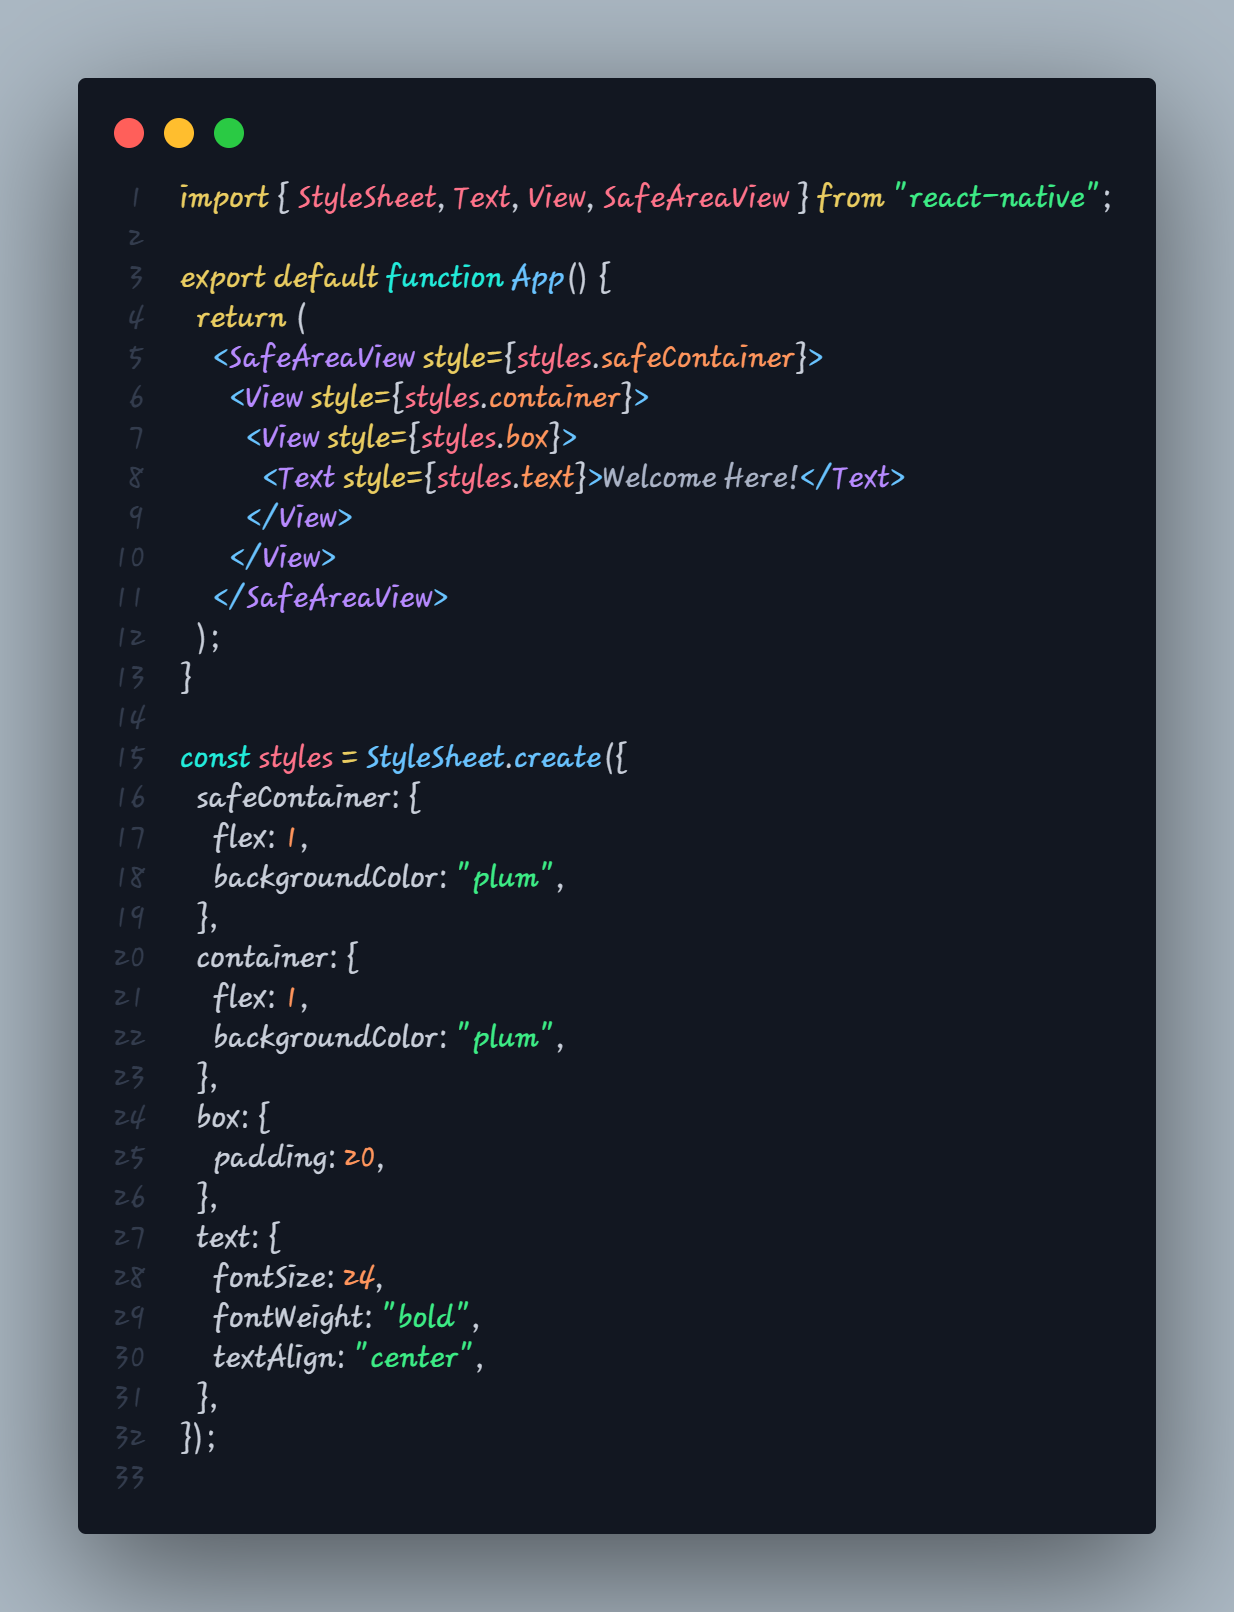 1 import { StyleSheet, Text, View, SafeAreaView } from "react-native";
2
3 export default function App() {
4   return (
5     <SafeAreaView style={styles.safeContainer}>
6       <View style={styles.container}>
7         <View style={styles.box}>
8           <Text style={styles.text}>Welcome Here!</Text>
9         </View>
10       </View>
11     </SafeAreaView>
12   );
13 }
14
15 const styles = StyleSheet.create({
16   safeContainer: {
17     flex: 1,
18     backgroundColor: "plum",
19   },
20   container: {
21     flex: 1,
22     backgroundColor: "plum",
23   },
24   box: {
25     padding: 20,
26   },
27   text: {
28     fontSize: 24,
29     fontWeight: "bold",
30     textAlign: "center",
31   },
32 });
33